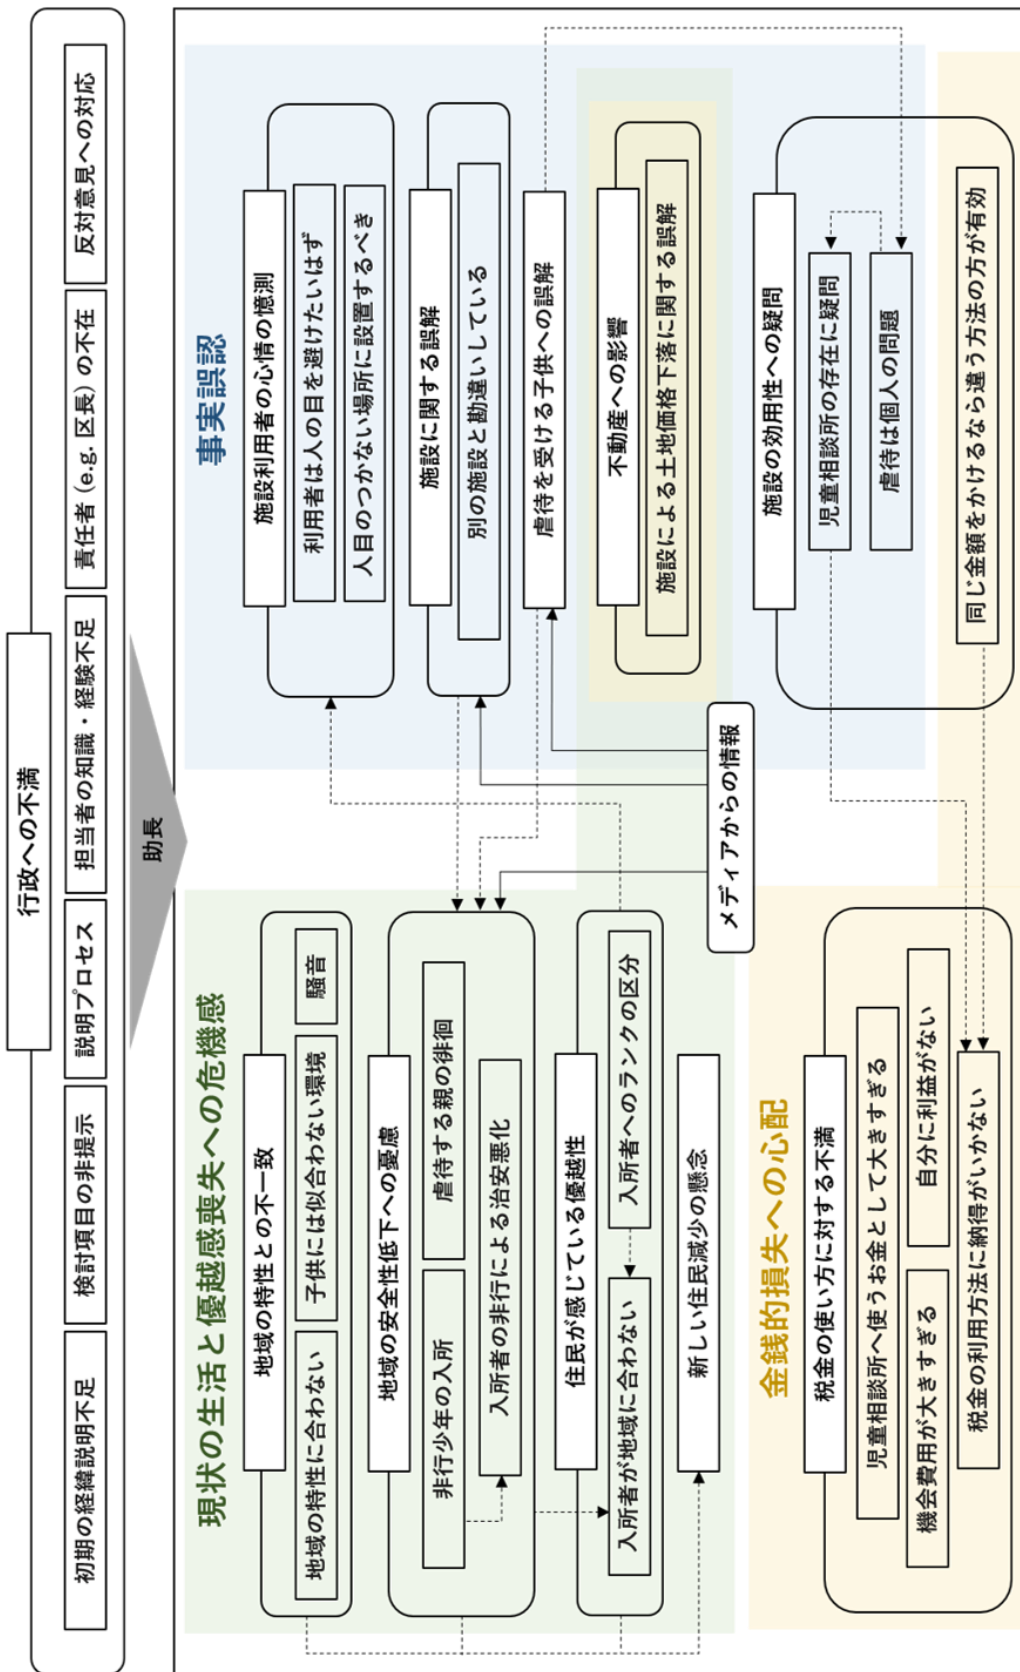 行政への不満
初期の経緯説明不足
検討項目の非提示
説明プロセス
担当者の知識・経験不足
責任者 (e.g. 区長) の不在
反対意見への対応
助長
現状の生活と優越感喪失への危機感
地域の特性との不一致
地域の特性に合わない
子供には似合わない環境
騒音
地域の安全性低下への憂慮
非行少年の入所
虐待する親の徘徊
入所者の非行による治安悪化
住民が感じている優越性
入所者が地域に合わない
入所者へのランクの区分
新しい住民減少の懸念
事実誤認
施設利用者の心情の憶測
利用者は人の目を避けたいはず
人目のつかない場所に設置するべき
施設に関する誤解
別の施設と勘違いしている
虐待を受ける子供への誤解
不動産への影響
施設による土地価格下落に関する誤解
施設の効用性への疑問
児童相談所の存在に疑問
虐待は個人の問題
同じ金額をかけるなら違う方法の方が有効
メディアからの情報
金銭的損失への心配
税金の使い方に対する不満
児童相談所へ使うお金として大きすぎる
機会費用が大きすぎる
自分に利益がない
税金の利用方法に納得がいかない